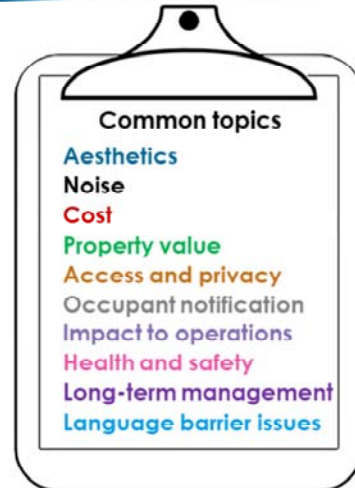 Common topics
Aesthetics
Noise
Cost
Property value
Access and privacy
Occupant notification
Impact to operations
Health and safety
Long-term management
Language barrier issues